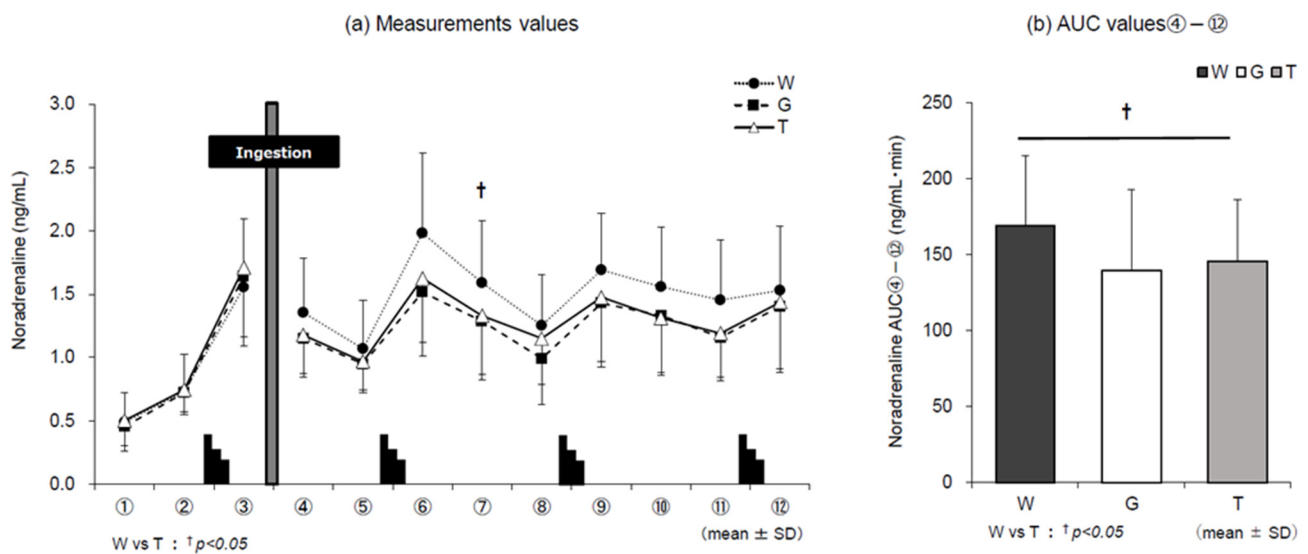 (a) Measurements values
W
G
T
3.0
2.5
2.0
1.5
1.0
0.5
0.0
Noradrenaline (ng/mL)
Ingestion
†
① ② ③ ④ ⑤ ⑥ ⑦ ⑧ ⑨ ⑩ ⑪ ⑫
W vs T : † p<0.05
(mean ± SD)
(b) AUC values④－⑫
W G T
250
200
150
100
50
0
Noradrenaline AUC④－⑫ (ng/mL·min)
†
W G T
W vs T : † p<0.05
(mean ± SD)